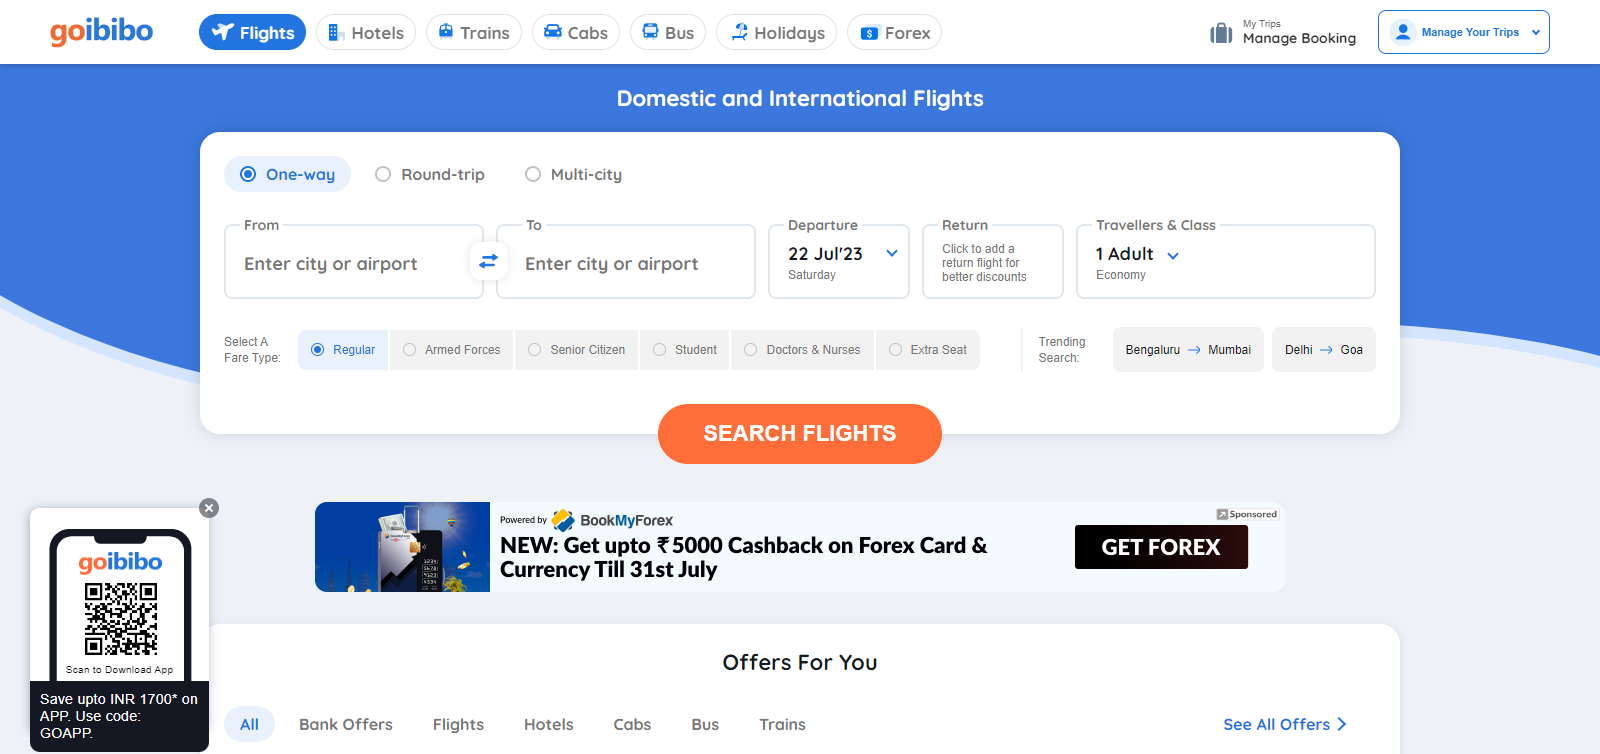 goibibo
Flights
Hotels
Trains
Cabs
Bus
Holidays
Forex
My Trips
Manage Booking
Manage Your Trips
Domestic and International Flights
One-way
Round-trip
Multi-city
From
Enter city or airport
To
Enter city or airport
Departure
22 Jul'23
Saturday
Return
Click to add a
return flight for
better discounts
Travellers & Class
1 Adult
Economy
Select A
Fare Type:
Regular
Armed Forces
Senior Citizen
Student
Doctors & Nurses
Extra Seat
Trending
Search:
Bengaluru → Mumbai
Delhi → Goa
SEARCH FLIGHTS
Powered by BookMyForex
NEW: Get upto ₹5000 Cashback on Forex Card &
Currency Till 31st July
Sponsored
GET FOREX
goibibo
Scan to Download App
Save upto INR 1700* on
APP. Use code:
GOAPP.
Offers For You
All
Bank Offers
Flights
Hotels
Cabs
Bus
Trains
See All Offers